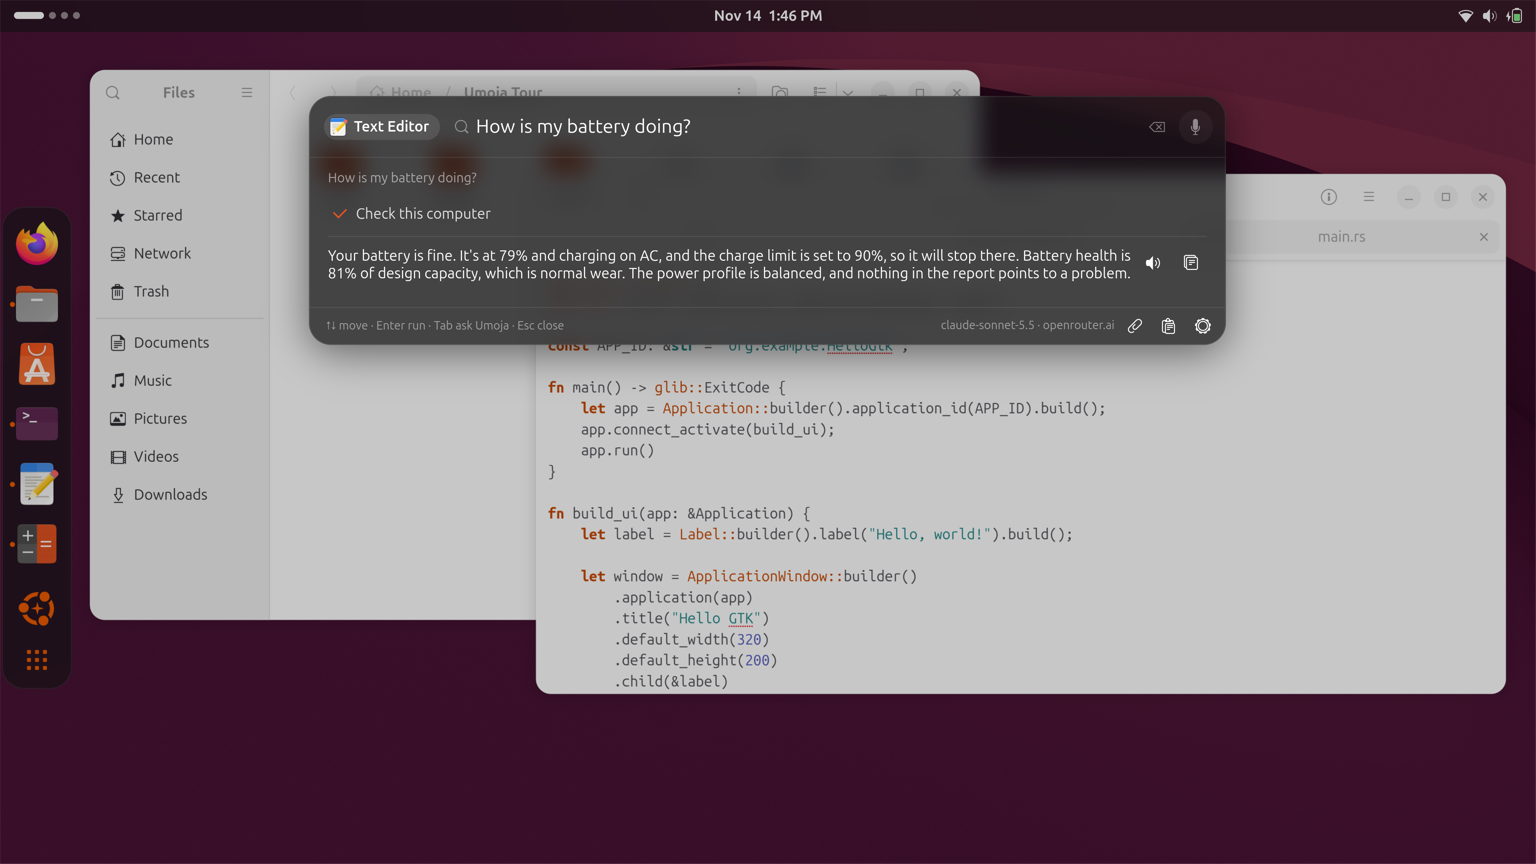 Nov 14 1:46 PM
Files
Home / Umoja Tour
Home
Recent
Starred
Network
Trash
Documents
Music
Pictures
Videos
Downloads
Text Editor
How is my battery doing?
How is my battery doing?
Check this computer
Your battery is fine. It's at 79% and charging on AC, and the charge limit is set to 90%, so it will stop there. Battery health is
81% of design capacity, which is normal wear. The power profile is balanced, and nothing in the report points to a problem.
↑↓ move · Enter run · Tab ask Umoja · Esc close
claude-sonnet-5.5 · openrouter.ai
main.rs
const APP_ID: &str = "org.example.HelloGtk";
fn main() -> glib::ExitCode {
let app = Application::builder().application_id(APP_ID).build();
app.connect_activate(build_ui);
app.run()
}
fn build_ui(app: &Application) {
let label = Label::builder().label("Hello, world!").build();
let window = ApplicationWindow::builder()
.application(app)
.title("Hello GTK")
.default_width(320)
.default_height(200)
.child(&label)